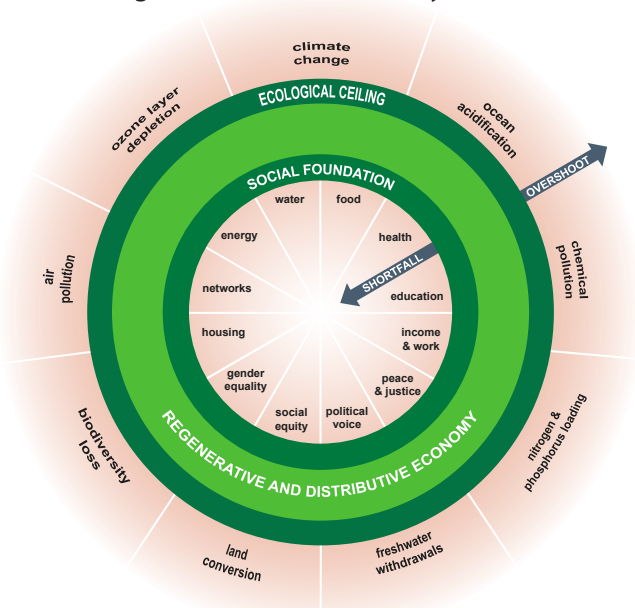 climate
change
ocean
acidification
chemical
pollution
nitrogen &
phosphorus loading
freshwater
withdrawals
land
conversion
biodiversity
loss
air
pollution
ozone layer
depletion
ECOLOGICAL CEILING
OVERSHOOT
SOCIAL FOUNDATION
water
food
energy
health
SHORTFALL
networks
education
housing
income
& work
gender
equality
peace
& justice
social
equity
political
voice
REGENERATIVE AND DISTRIBUTIVE ECONOMY